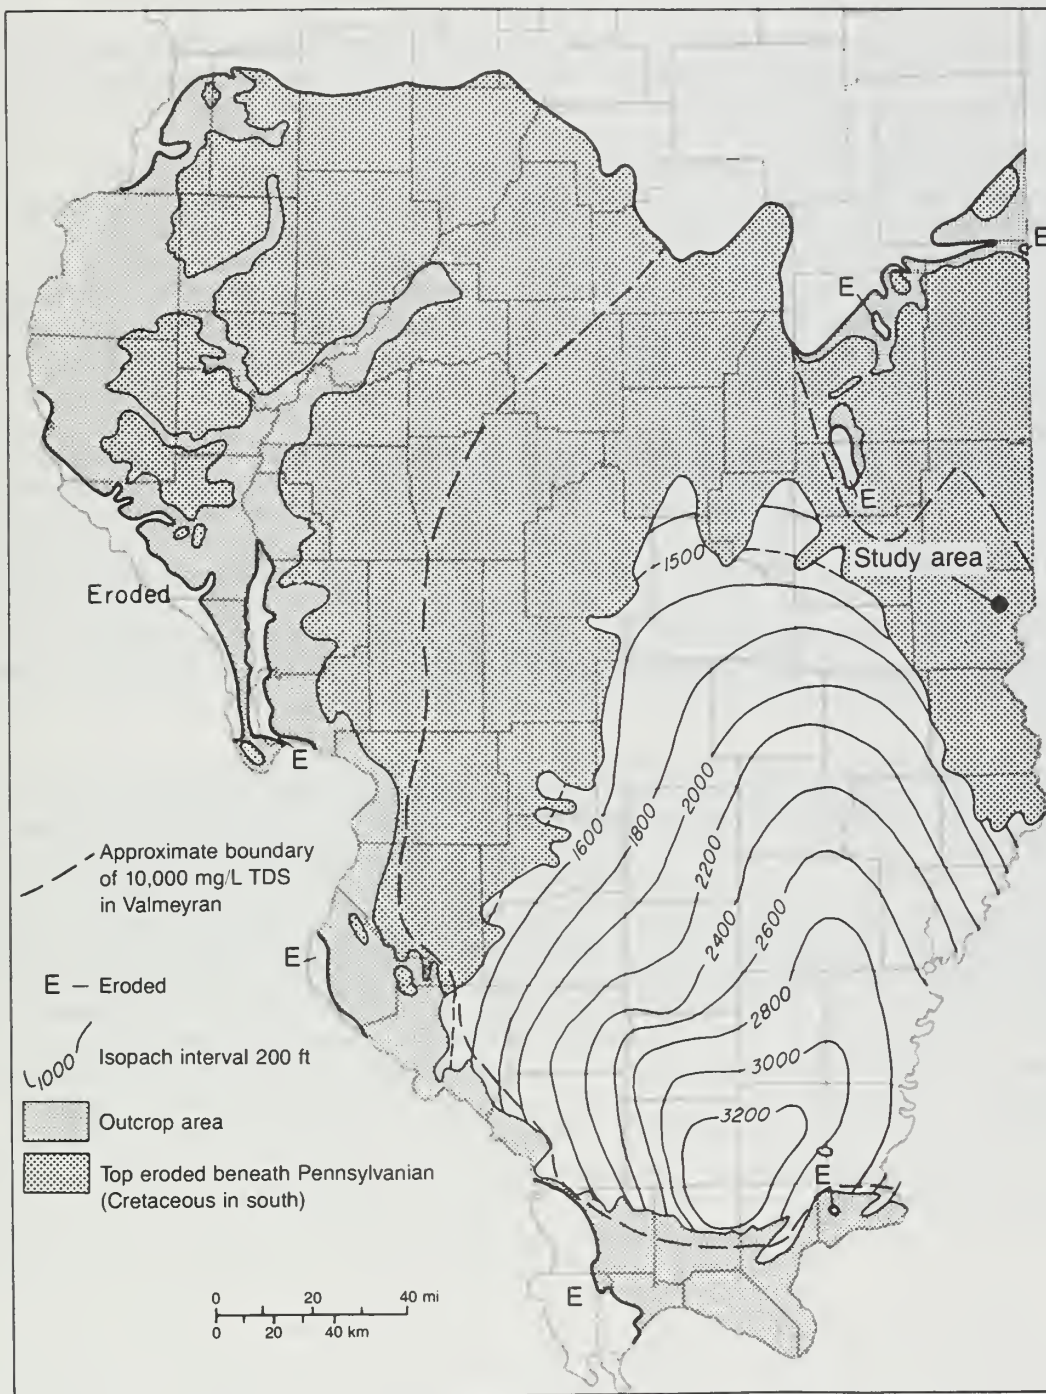 E
E
1500
E
Study area
Eroded
E
1600
1800
2000
2200
2400
2600
2800
3000
3200
Approximate boundary
of 10,000 mg/L TDS
in Valmeyran
E
E – Eroded
1000
Isopach interval 200 ft
Outcrop area
Top eroded beneath Pennsylvanian
(Cretaceous in south)
E
E
0 20 40 mi
0 20 40 km